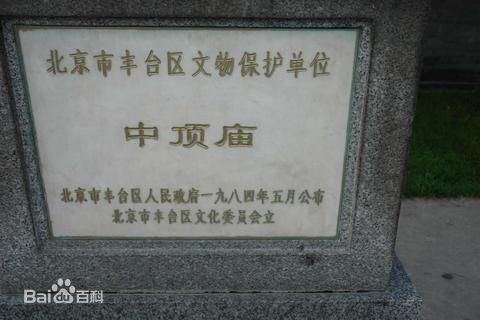 北京市丰台区文物保护单位
中顶庙
北京市丰台区人民政府一九八四年五月公布
北京市丰台区文化委员会立
Bai百科